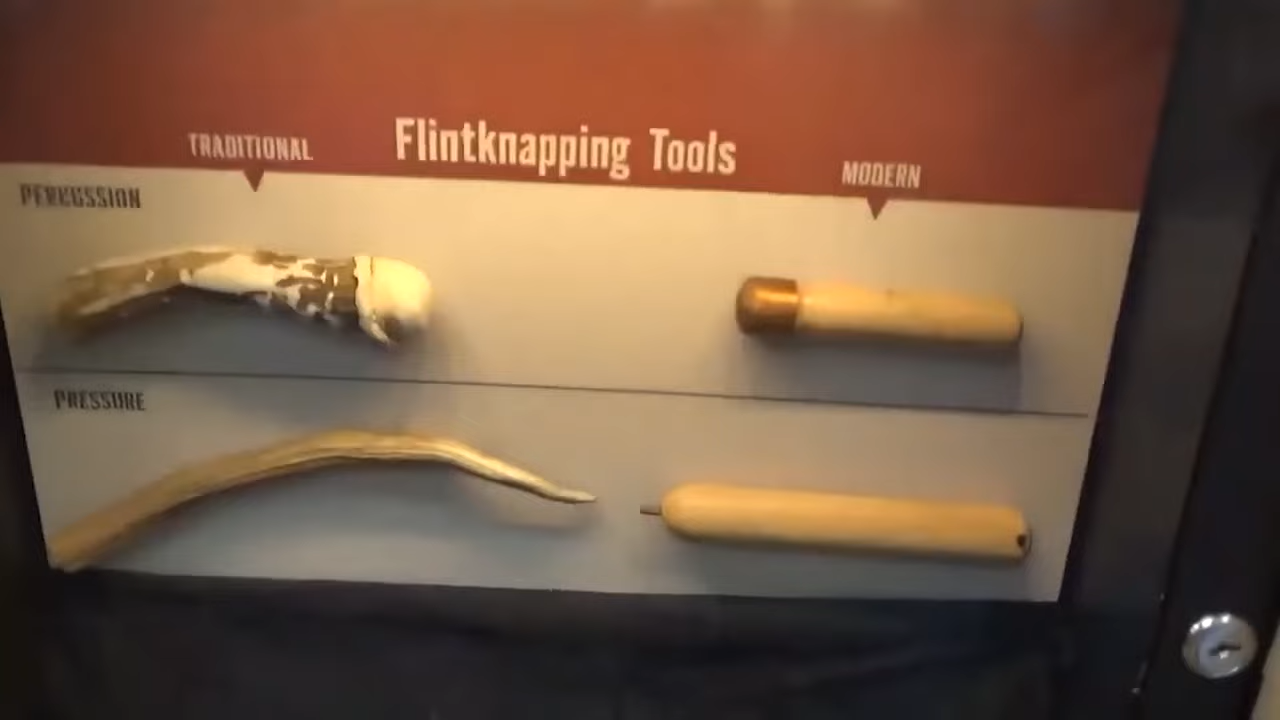 Flintknapping Tools
TRADITIONAL
MODERN
PERCUSSION
PRESSURE